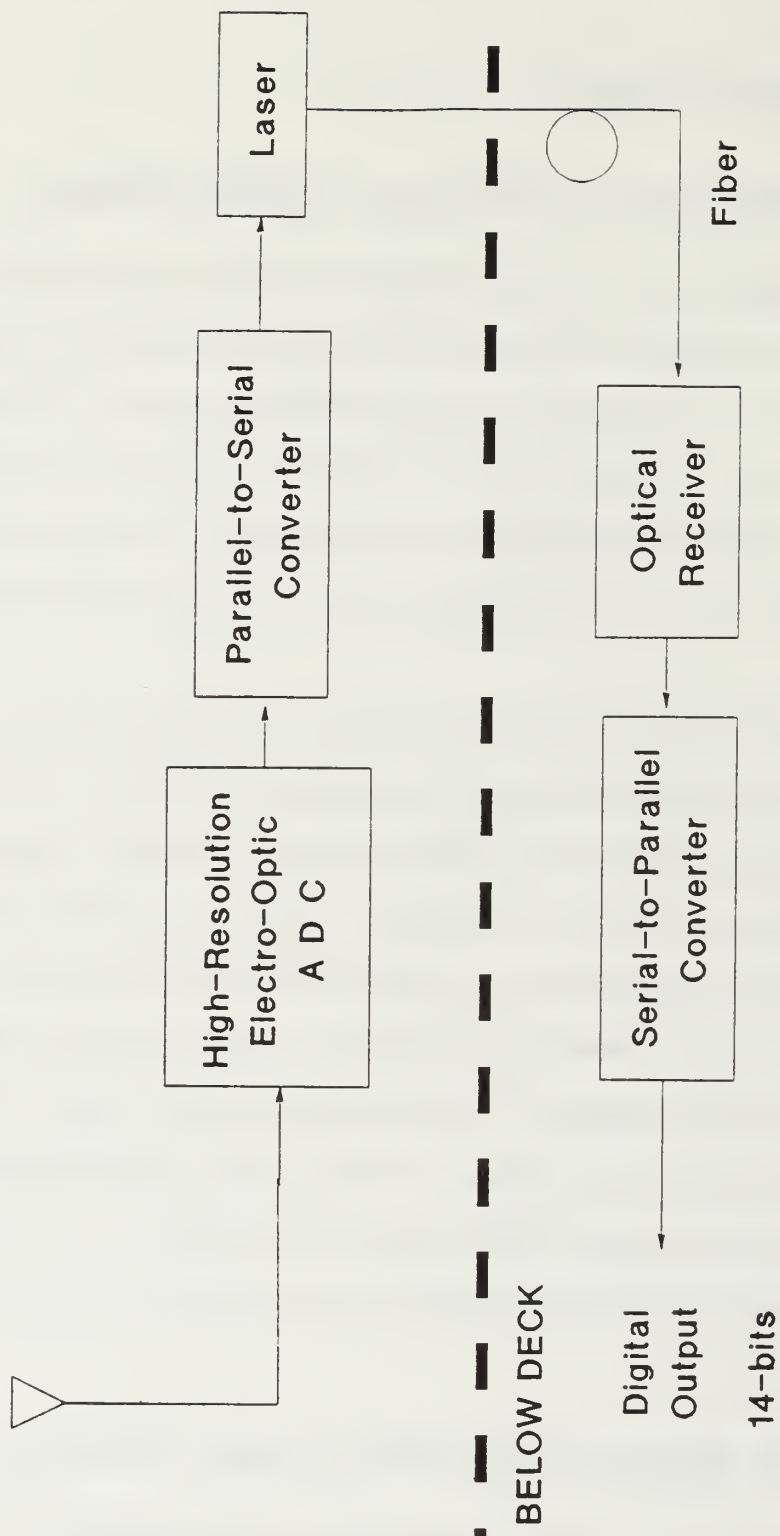 High-Resolution
Electro-Optic
A D C
Parallel-to-Serial
Converter
Laser
BELOW DECK
Fiber
Optical
Receiver
Serial-to-Parallel
Converter
Digital
Output
14-bits